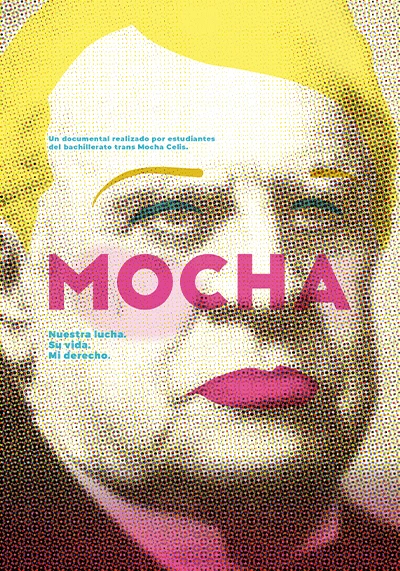 Un documental realizado por estudiantes
del bachillerato trans Mocha Celis.
MOCHA
Nuestra lucha.
Su vida.
Mi derecho.